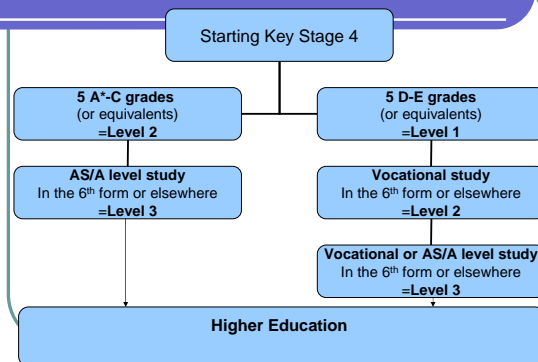 Starting Key Stage 4
5 A*-C grades
(or equivalents)
=Level 2
5 D-E grades
(or equivalents)
=Level 1
AS/A level study
In the 6th form or elsewhere
=Level 3
Vocational study
In the 6th form or elsewhere
=Level 2
Vocational or AS/A level study
In the 6th form or elsewhere
=Level 3
Higher Education